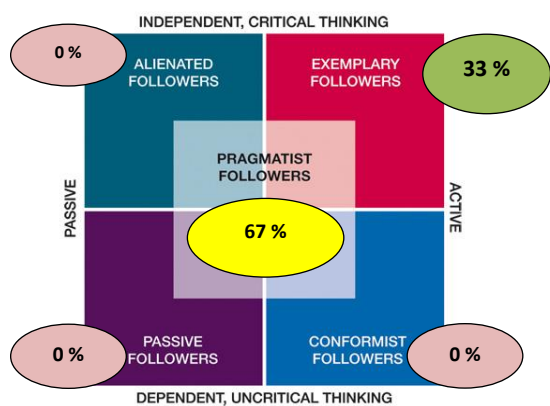 INDEPENDENT, CRITICAL THINKING
0 %
ALIENATED
FOLLOWERS
EXEMPLARY
FOLLOWERS
33 %
PRAGMATIST
FOLLOWERS
PASSIVE
ACTIVE
67 %
0 %
PASSIVE
FOLLOWERS
CONFORMIST
FOLLOWERS
0 %
DEPENDENT, UNCRITICAL THINKING